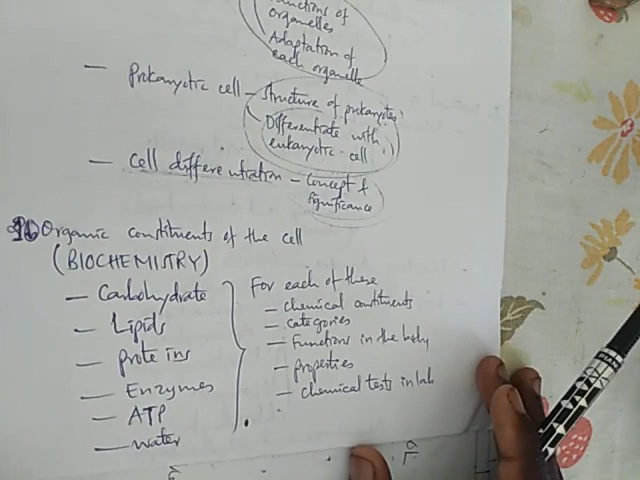 Functions of
organelles
Adaptation of
each organelle
— Prokaryotic cell – Structure of prokaryotes
Differentiate with
eukaryotic cell
— Cell differentiation – Concept &
significance
Organic constituents of the cell
(BIOCHEMISTRY)
— Carbohydrate
— Lipids
— proteins
— Enzymes
— ATP
— water
For each of these
— chemical constituents
— categories
— Functions in the body
— properties
— chemical tests in lab